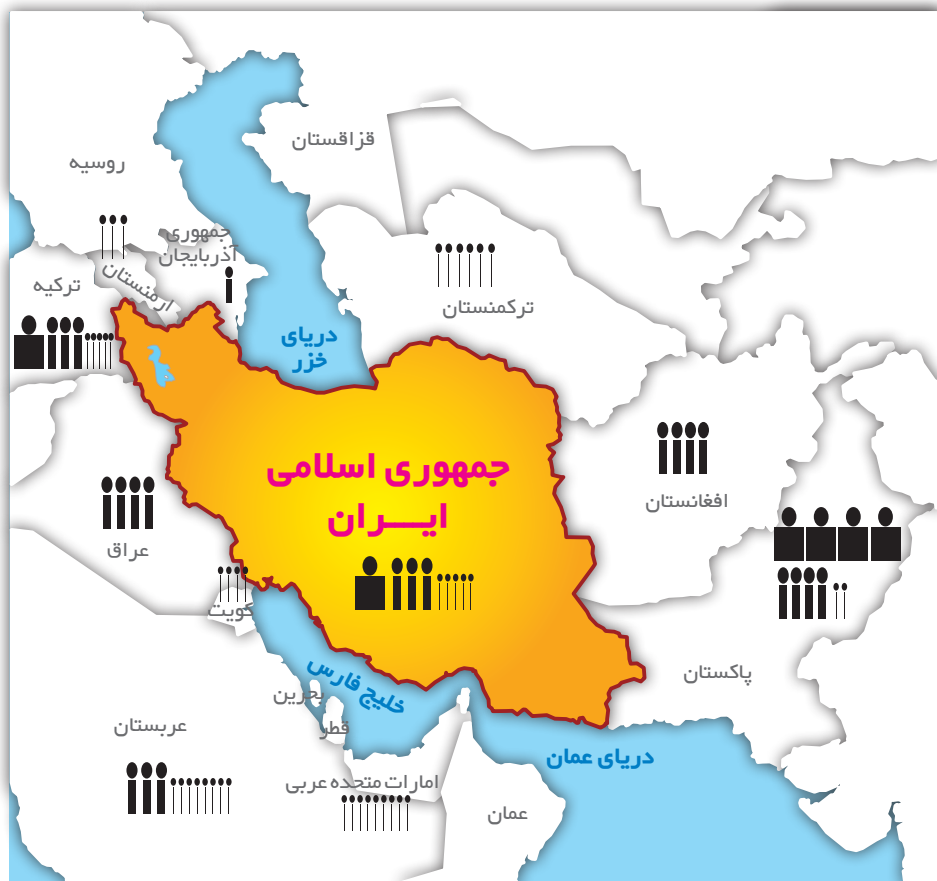 قزاقستان
روسیه
جمهوری
آذربایجان
ارمنستان
ترکیه
ترکمنستان
دریای
خزر
جمهوری اسلامی
ایـــران
افغانستان
عراق
کویت
پاکستان
خلیج فارس
بحرین
قطر
عربستان
دریای عمان
امارات متحده عربی
عمان